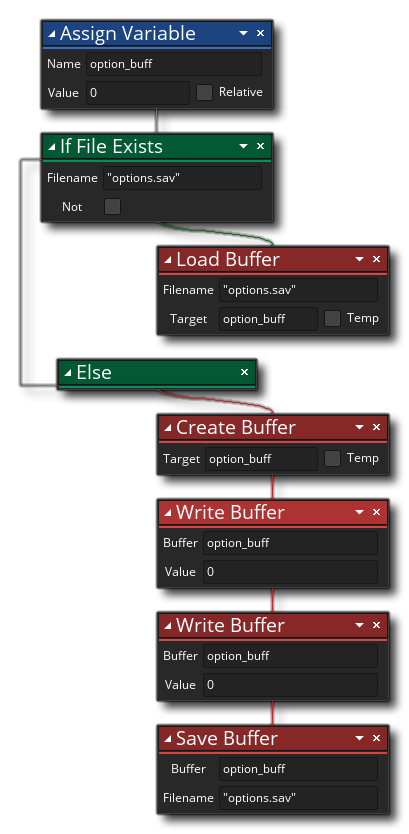 Assign Variable
Name option_buff
Value 0 Relative
If File Exists
Filename "options.sav"
Not
Load Buffer
Filename "options.sav"
Target option_buff Temp
Else
Create Buffer
Target option_buff Temp
Write Buffer
Buffer option_buff
Value 0
Write Buffer
Buffer option_buff
Value 0
Save Buffer
Buffer option_buff
Filename "options.sav"